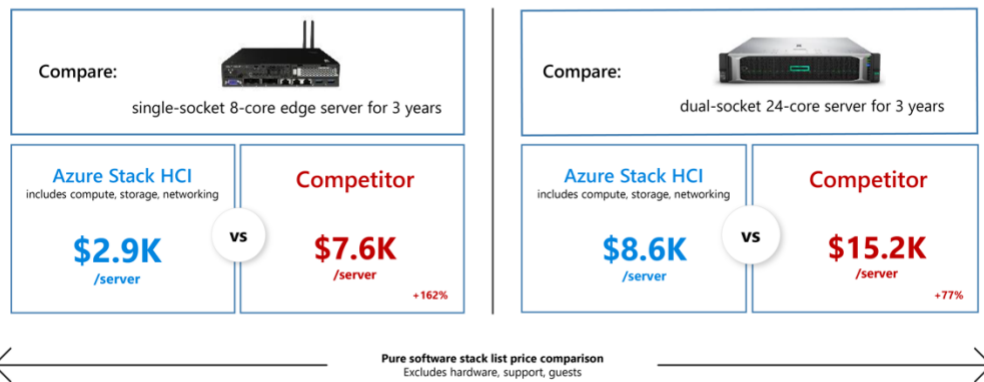 Compare:
single-socket 8-core edge server for 3 years
Azure Stack HCI
includes compute, storage, networking
$2.9K
/server
vs
Competitor
$7.6K
/server
+162%
Compare:
dual-socket 24-core server for 3 years
Azure Stack HCI
includes compute, storage, networking
$8.6K
/server
vs
Competitor
$15.2K
/server
+77%
Pure software stack list price comparison
Excludes hardware, support, guests